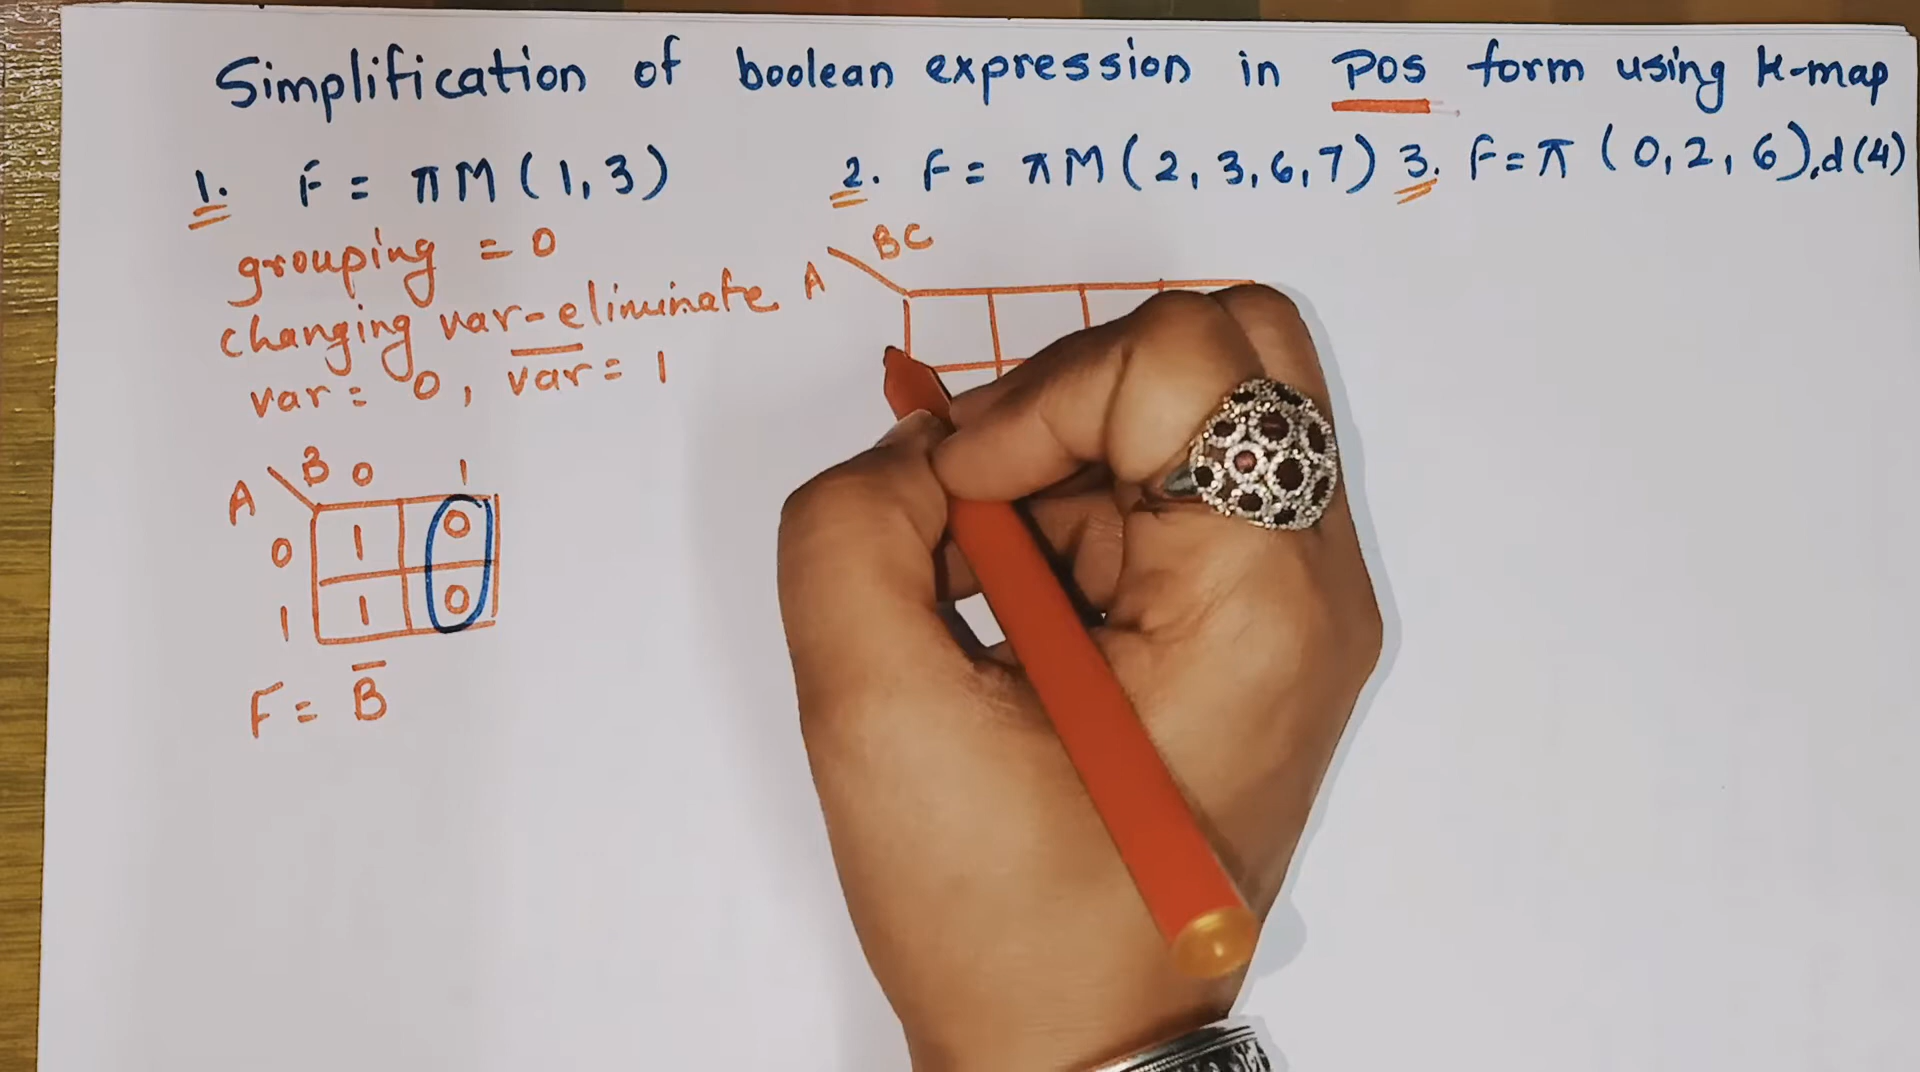 Simplification of boolean expression in POS form using K-map
1. F = πM (1,3)
2. F = πM (2, 3, 6, 7)
3. F = π (0, 2, 6), d(4)
grouping = 0
changing var - eliminate
var = 0, v̅a̅r̅ = 1
A \ B 0 1
0 1 0
1 1 0
F = B̅
A \ BC